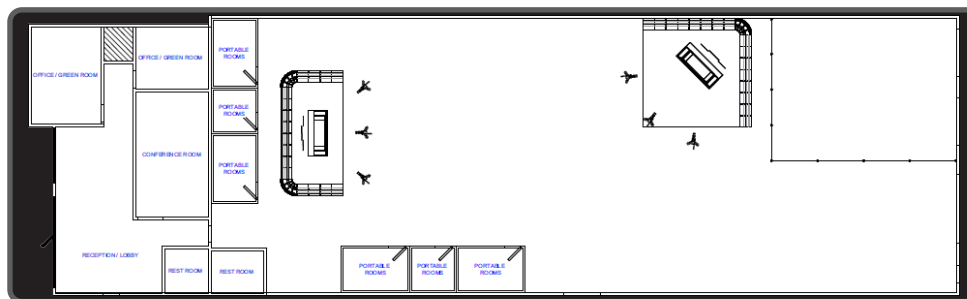 PORTABLE
ROOMS
OFFICE / GREEN ROOM
OFFICE / GREEN ROOM
PORTABLE
ROOMS
CONFERENCE ROOM
PORTABLE
ROOMS
RECEPTION / LOBBY
REST ROOM
REST ROOM
PORTABLE
ROOMS
PORTABLE
ROOMS
PORTABLE
ROOMS